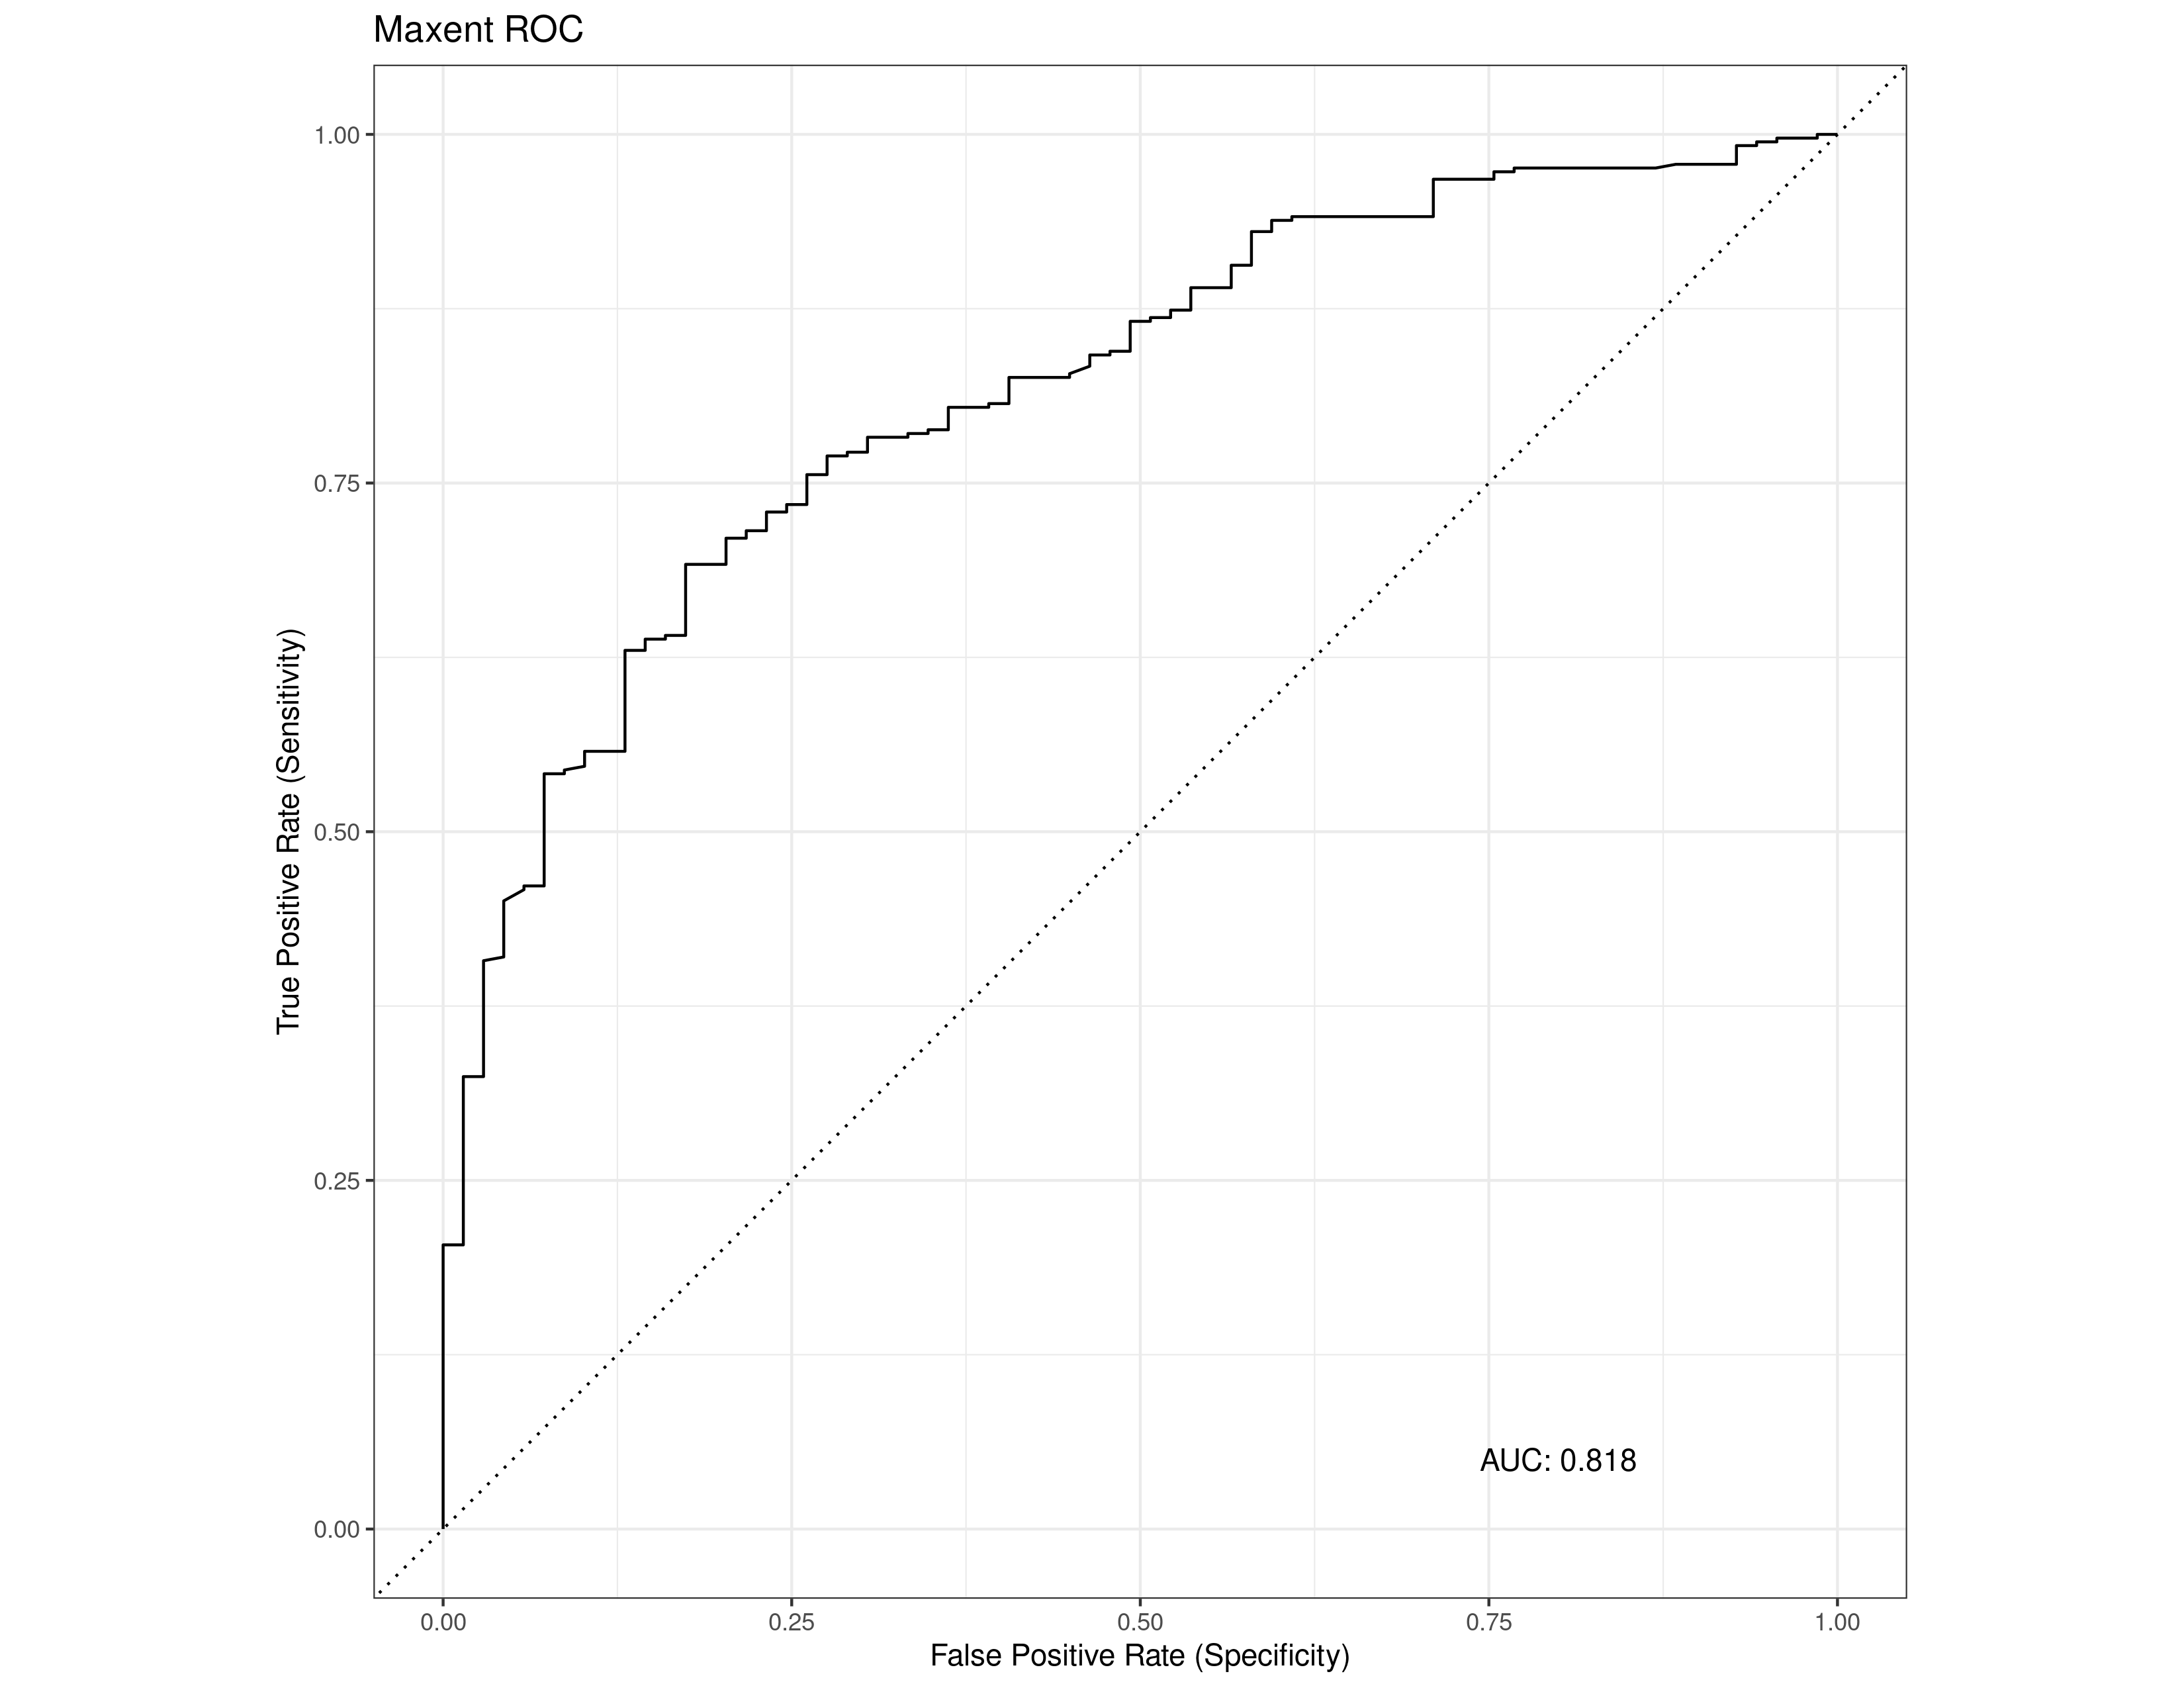 Maxent ROC
True Positive Rate (Sensitivity)
1.00
0.75
0.50
0.25
0.00
AUC: 0.818
0.00 0.25 0.50 0.75 1.00
False Positive Rate (Specificity)